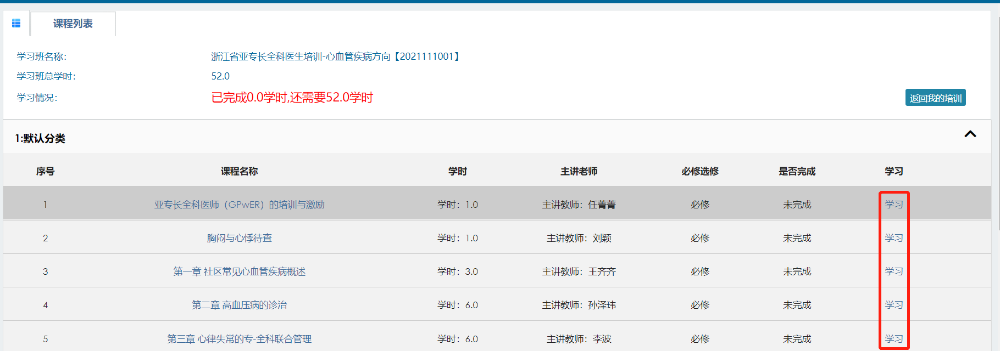 课程列表
学习班名称： 浙江省亚专长全科医生培训-心血管疾病方向【2021111001】
学习班总学时： 52.0
学习情况： 已完成0.0学时,还需要52.0学时 返回我的培训
1:默认分类
序号 课程名称 学时 主讲老师 必修选修 是否完成 学习
1 亚专长全科医师（GPwER）的培训与激励 学时：1.0 主讲教师：任菁菁 必修 未完成 学习
2 胸闷与心悸待查 学时：1.0 主讲教师：刘颖 必修 未完成 学习
3 第一章 社区常见心血管疾病概述 学时：3.0 主讲教师：王齐齐 必修 未完成 学习
4 第二章 高血压病的诊治 学时：6.0 主讲教师：孙泽玮 必修 未完成 学习
5 第三章 心律失常的专-全科联合管理 学时：6.0 主讲教师：李波 必修 未完成 学习